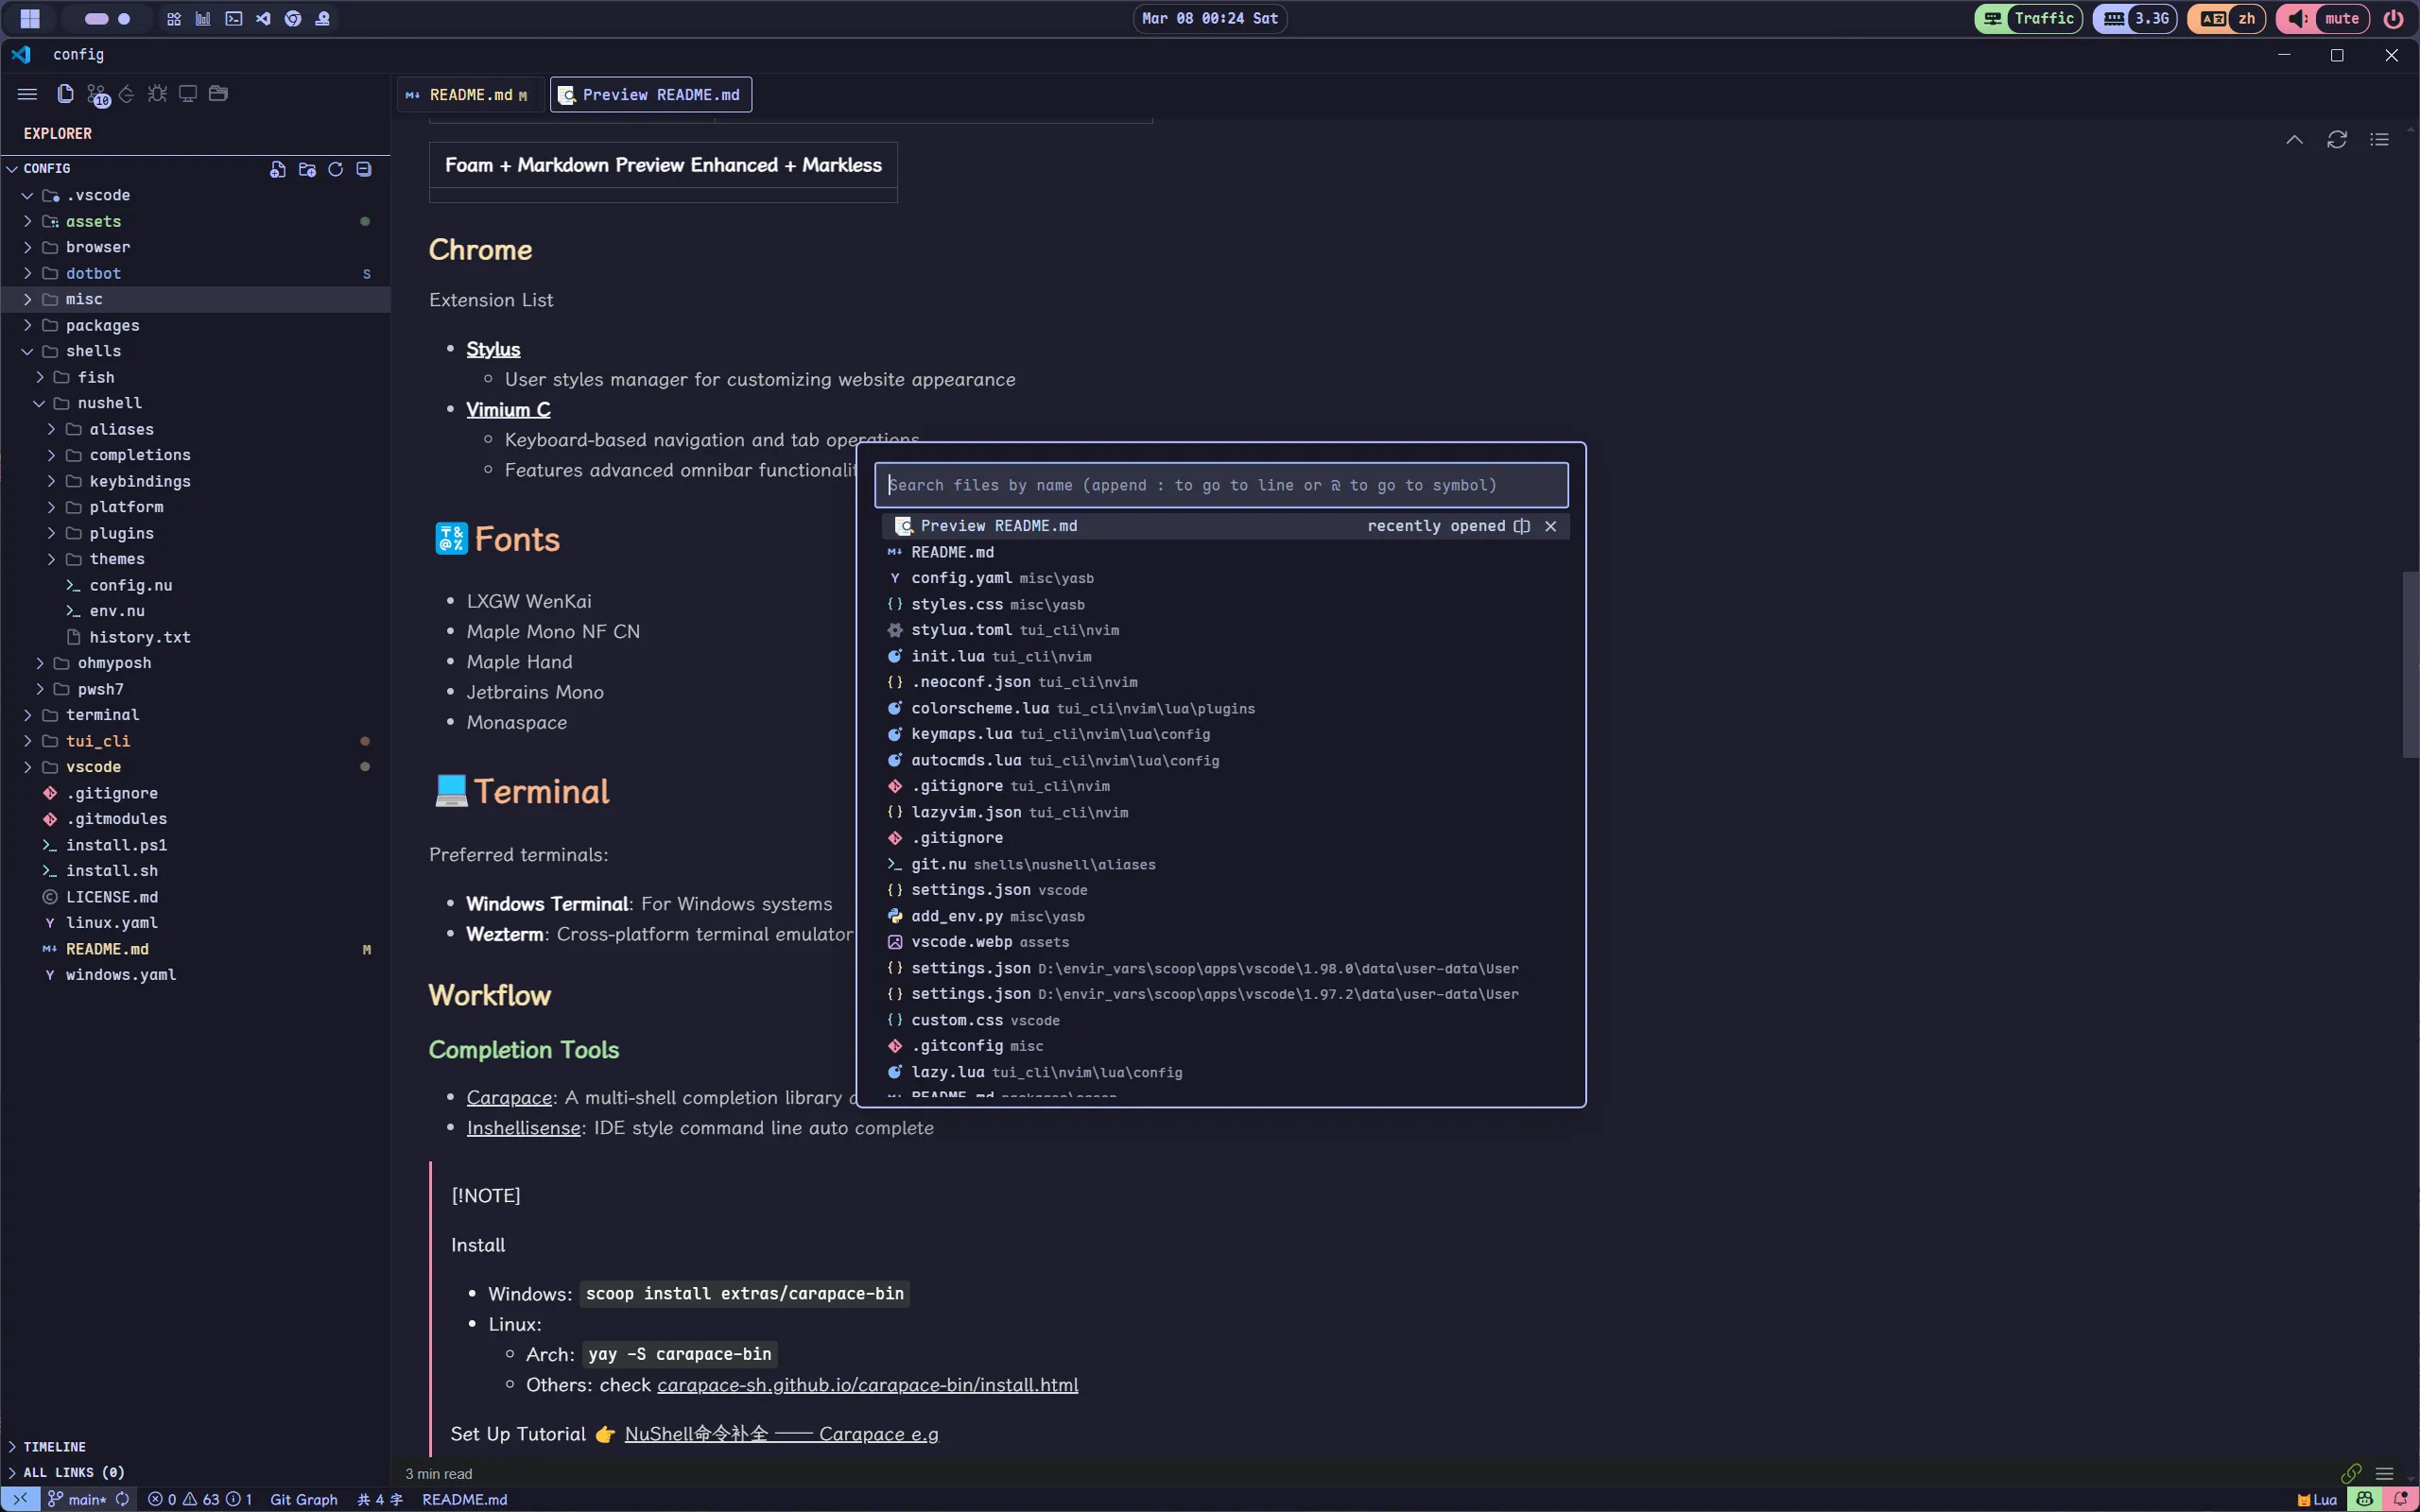 Mar 08 00:24 Sat
Traffic
3.3G
zh
mute
config
10
README.md M
Preview README.md
EXPLORER
CONFIG
.vscode
assets
browser
dotbot S
misc
packages
shells
fish
nushell
aliases
completions
keybindings
platform
plugins
themes
config.nu
env.nu
history.txt
ohmyposh
pwsh7
terminal
tui_cli
vscode
.gitignore
.gitmodules
install.ps1
install.sh
LICENSE.md
linux.yaml
README.md M
windows.yaml
TIMELINE
ALL LINKS (0)
Foam + Markdown Preview Enhanced + Markless
Chrome
Extension List
Stylus
User styles manager for customizing website appearance
Vimium C
Keyboard-based navigation and tab operations
Features advanced omnibar functionalit
Fonts
LXGW WenKai
Maple Mono NF CN
Maple Hand
Jetbrains Mono
Monaspace
Terminal
Preferred terminals:
Windows Terminal: For Windows systems
Wezterm: Cross-platform terminal emulator
Workflow
Completion Tools
Carapace: A multi-shell completion library
Inshellisense: IDE style command line auto complete
[!NOTE]
Install
Windows: scoop install extras/carapace-bin
Linux:
Arch: yay -S carapace-bin
Others: check carapace-sh.github.io/carapace-bin/install.html
Set Up Tutorial 👉 NuShell命令补全 —— Carapace e.g
Search files by name (append : to go to line or @ to go to symbol)
Preview README.md recently opened
README.md
config.yaml misc\yasb
styles.css misc\yasb
stylua.toml tui_cli\nvim
init.lua tui_cli\nvim
.neoconf.json tui_cli\nvim
colorscheme.lua tui_cli\nvim\lua\plugins
keymaps.lua tui_cli\nvim\lua\config
autocmds.lua tui_cli\nvim\lua\config
.gitignore tui_cli\nvim
lazyvim.json tui_cli\nvim
.gitignore
git.nu shells\nushell\aliases
settings.json vscode
add_env.py misc\yasb
vscode.webp assets
settings.json D:\envir_vars\scoop\apps\vscode\1.98.0\data\user-data\User
settings.json D:\envir_vars\scoop\apps\vscode\1.97.2\data\user-data\User
custom.css vscode
.gitconfig misc
lazy.lua tui_cli\nvim\lua\config
README.md packages\scoop
3 min read
main* 0 63 1 Git Graph 共 4 字 README.md
Lua